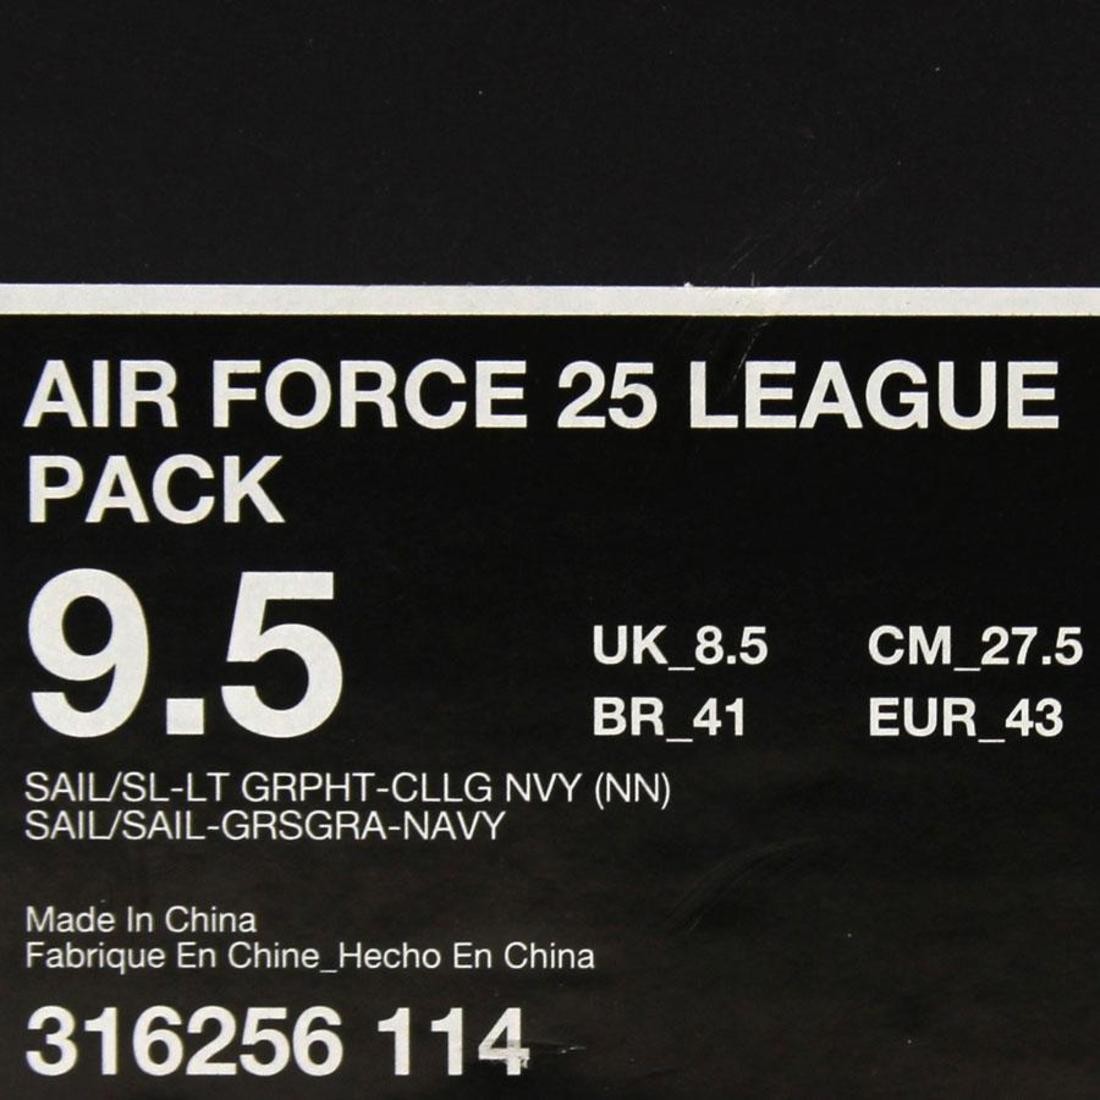 AIR FORCE 25 LEAGUE
PACK
9.5
UK_8.5 CM_27.5
BR_41 EUR_43
SAIL/SL-LT GRPHT-CLLG NVY (NN)
SAIL/SAIL-GRSGRA-NAVY
Made In China
Fabrique En Chine_Hecho En China
316256 114